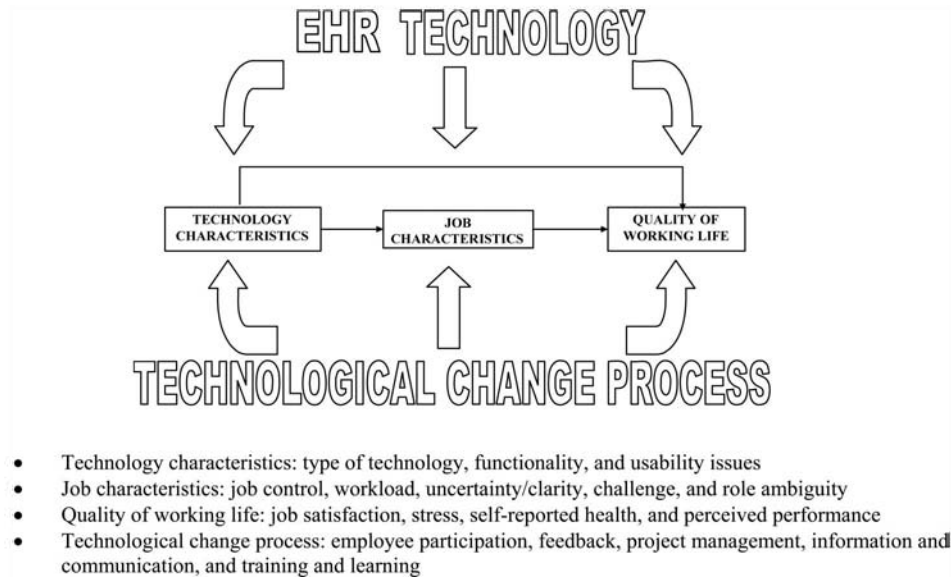 EHR TECHNOLOGY
TECHNOLOGY
CHARACTERISTICS
JOB
CHARACTERISTICS
QUALITY OF
WORKING LIFE
TECHNOLOGICAL CHANGE PROCESS
• Technology characteristics: type of technology, functionality, and usability issues
• Job characteristics: job control, workload, uncertainty/clarity, challenge, and role ambiguity
• Quality of working life: job satisfaction, stress, self-reported health, and perceived performance
• Technological change process: employee participation, feedback, project management, information and
communication, and training and learning